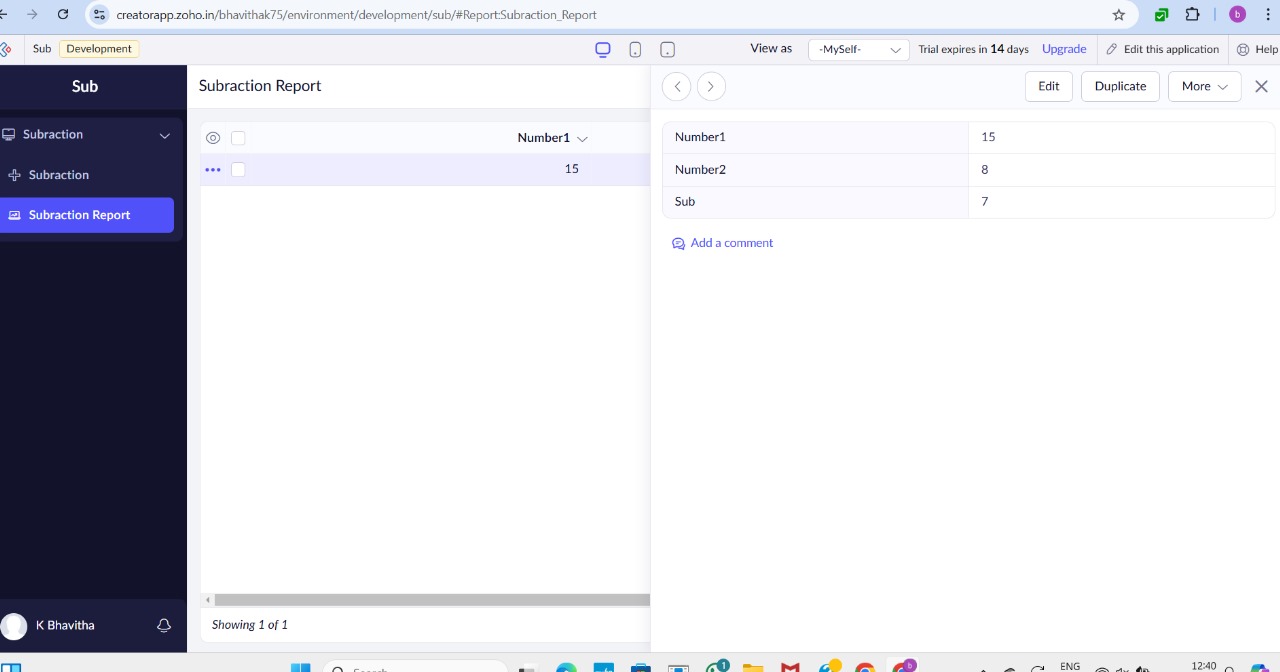 creatorapp.zoho.in/bhavithak75/environment/development/sub/#Report:Subraction_Report
b
Sub Development View as -MySelf- Trial expires in 14 days Upgrade Edit this application Help
Sub
Subraction
Subraction
Subraction Report
K Bhavitha
Subraction Report
Number1
15
Showing 1 of 1
Edit Duplicate More
Number1 15
Number2 8
Sub 7
Add a comment
Search
1
b
ENG
12:40